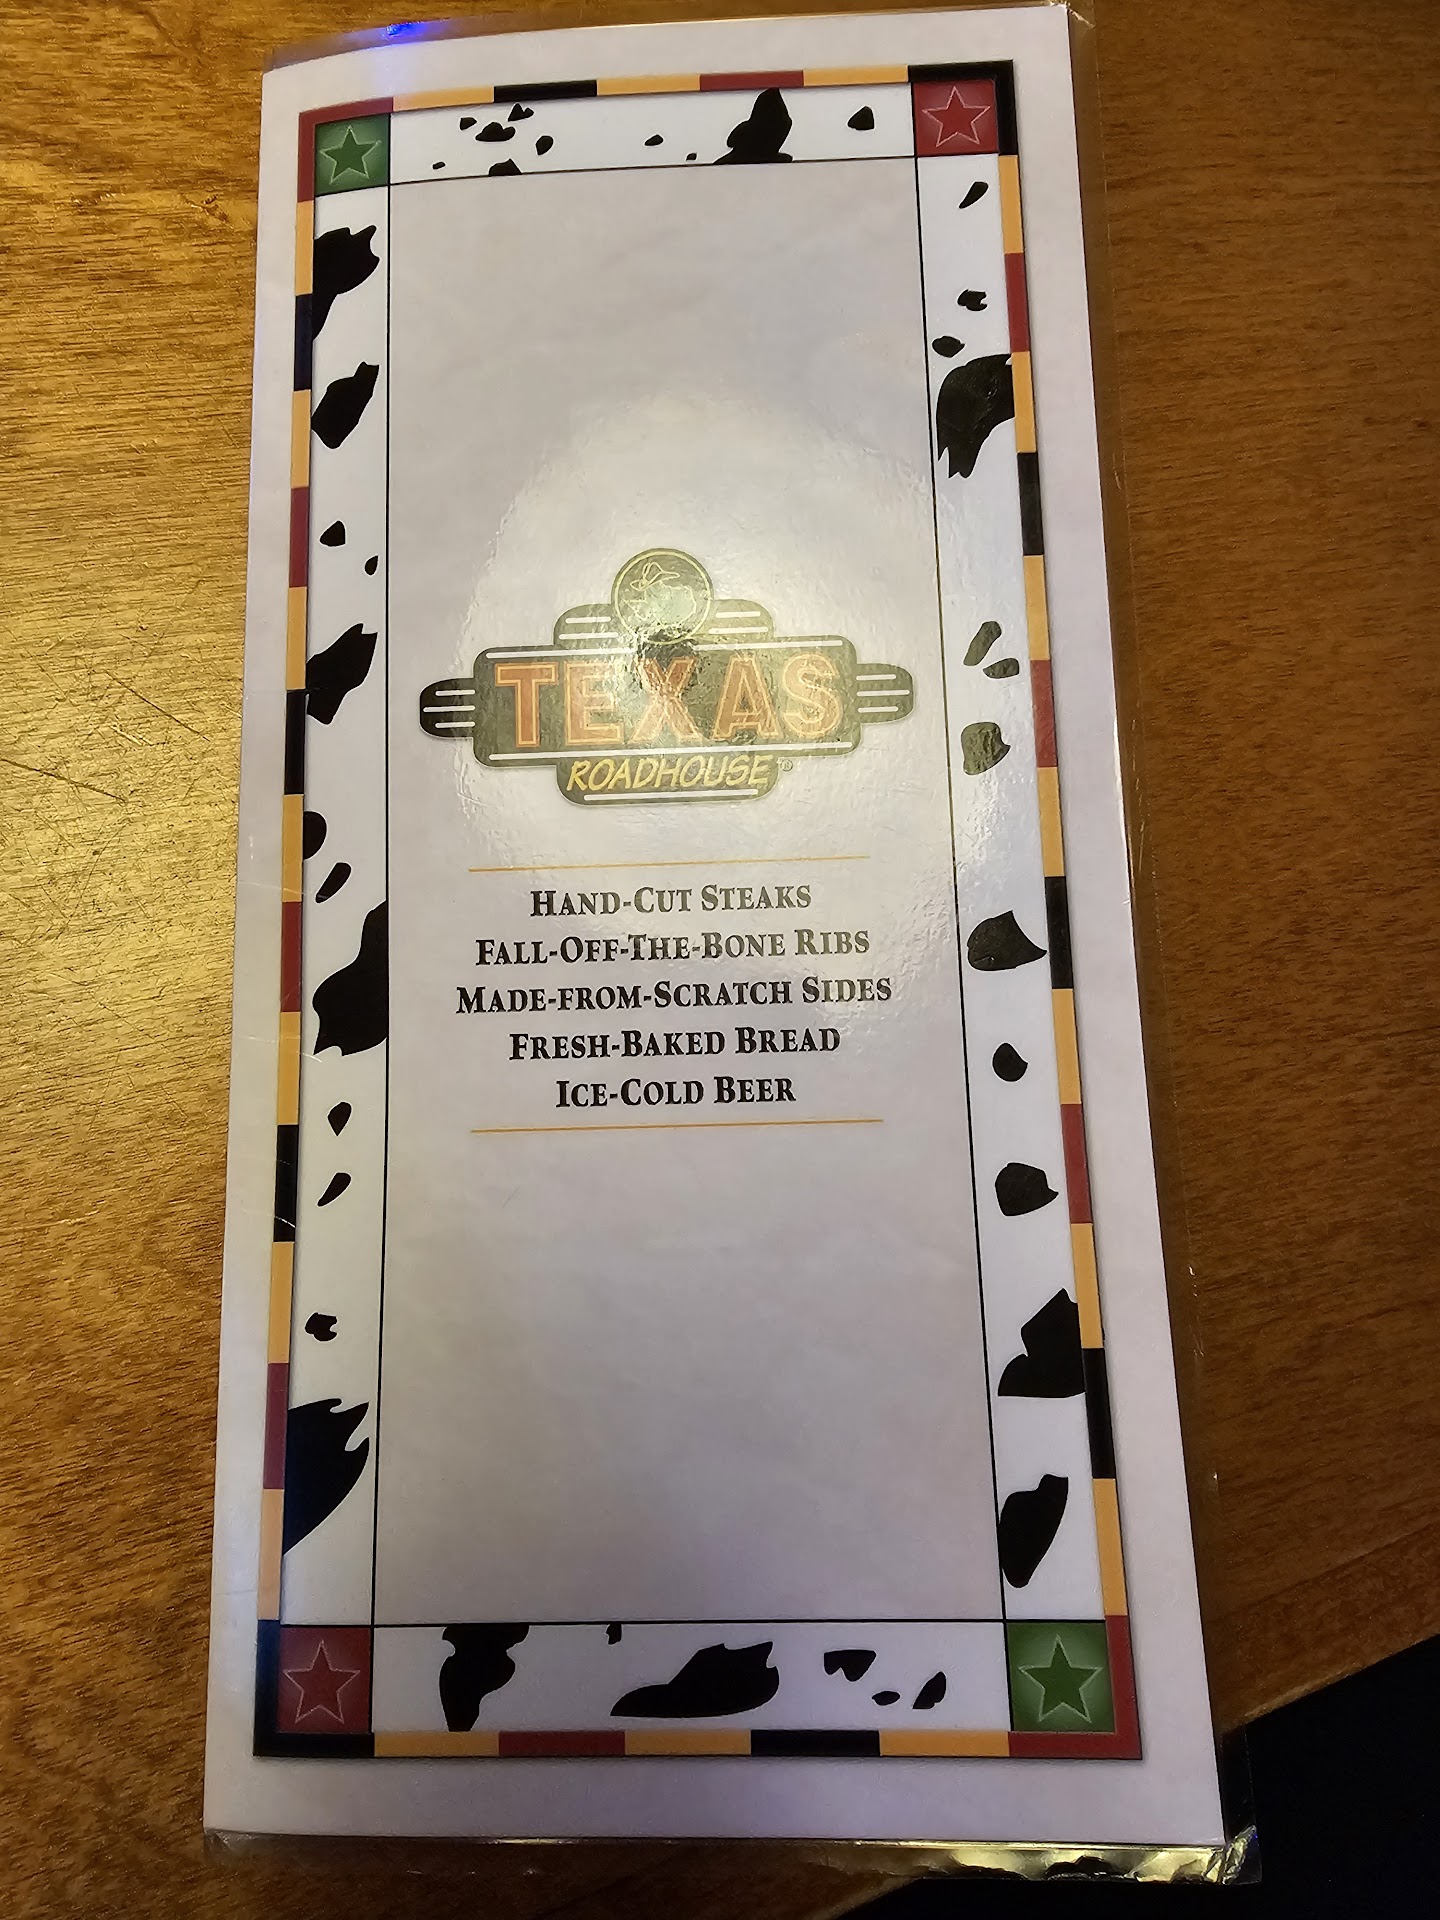 TEXAS
ROADHOUSE
HAND-CUT STEAKS
FALL-OFF-THE-BONE RIBS
MADE-FROM-SCRATCH SIDES
FRESH-BAKED BREAD
ICE-COLD BEER